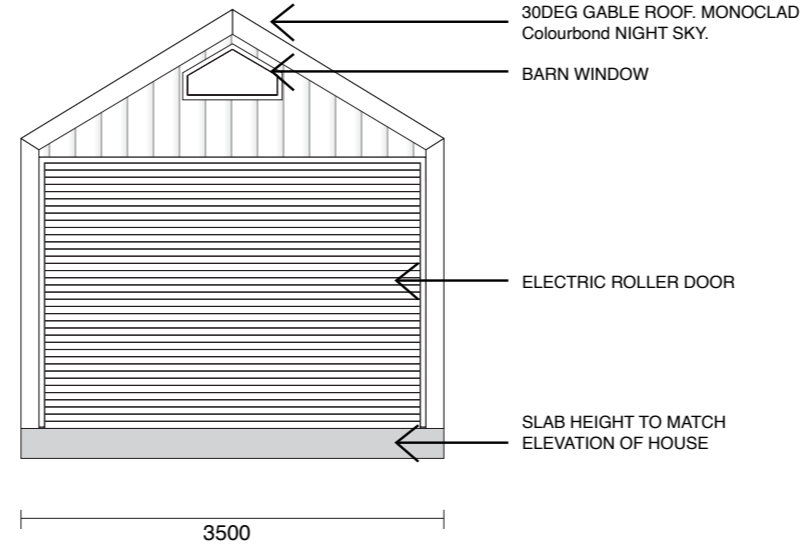 30DEG GABLE ROOF. MONOCLAD
Colourbond NIGHT SKY.
BARN WINDOW
ELECTRIC ROLLER DOOR
SLAB HEIGHT TO MATCH
ELEVATION OF HOUSE
3500